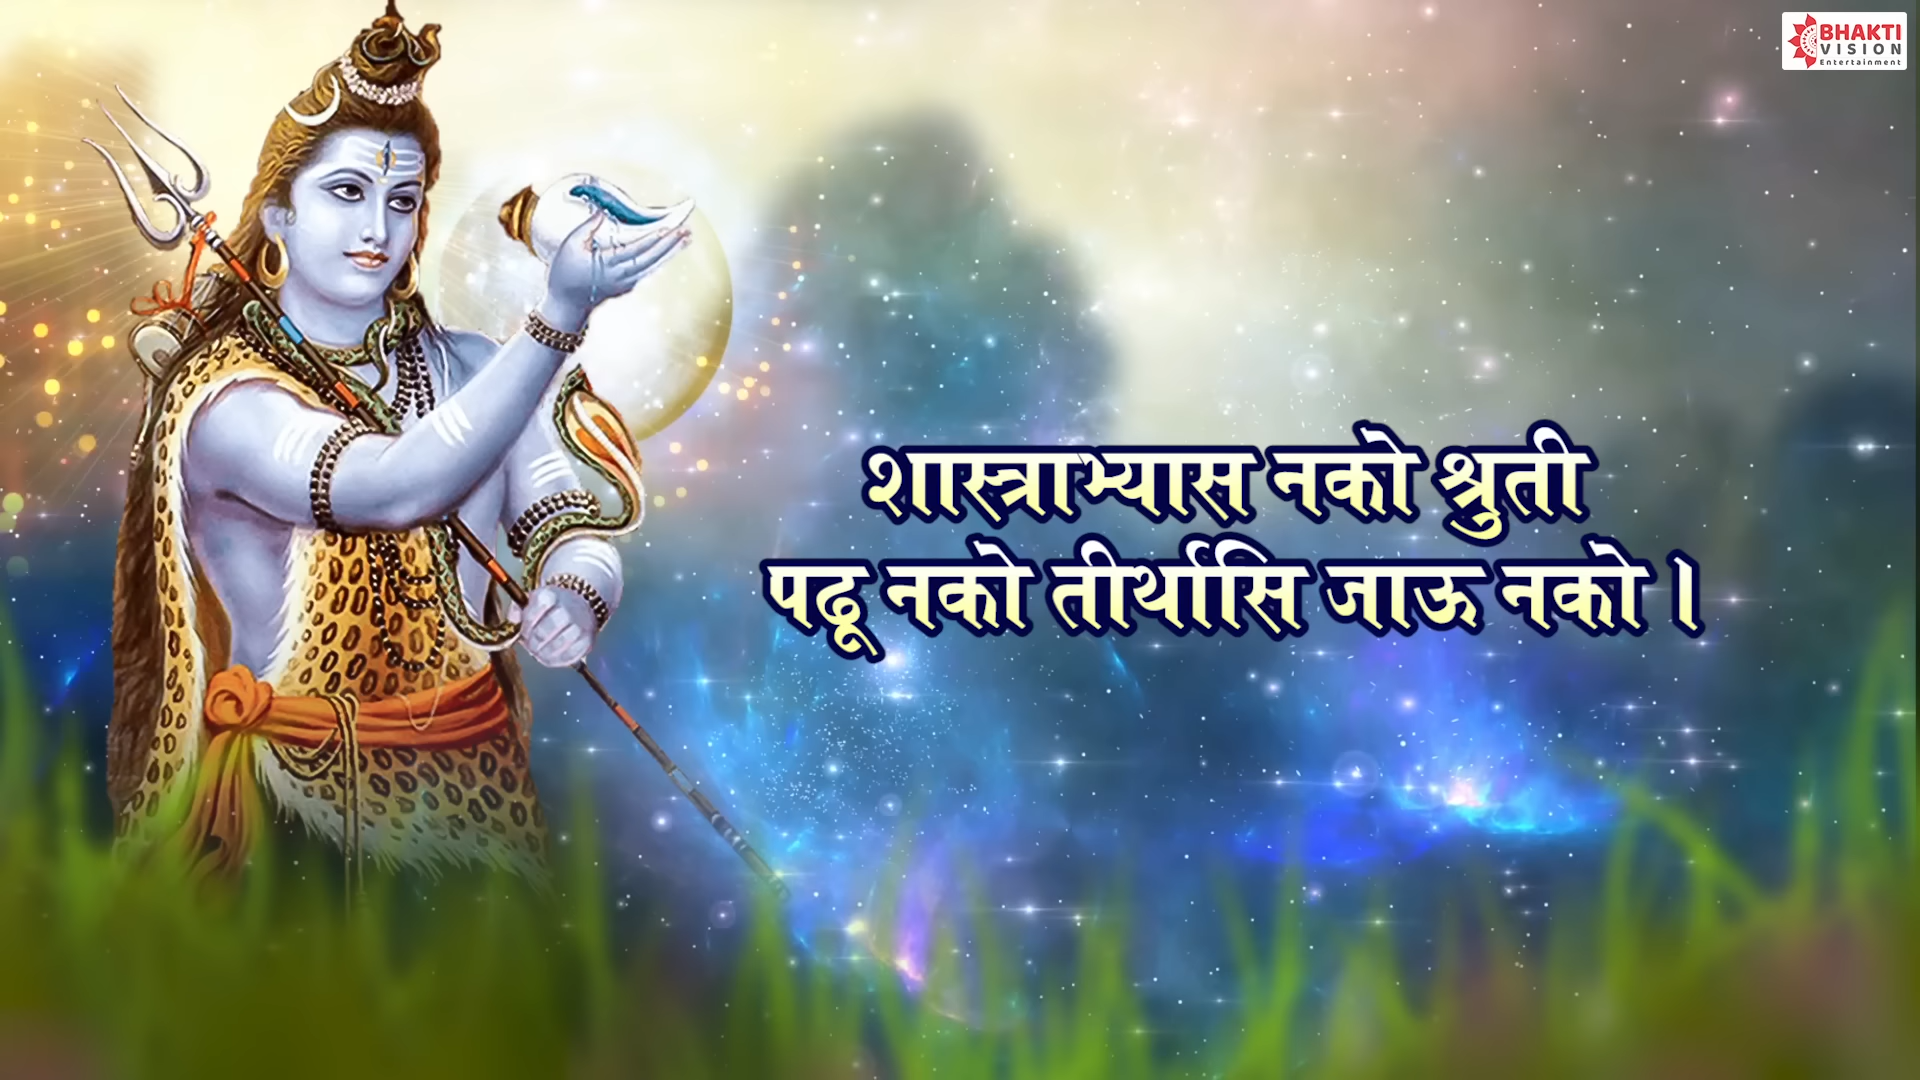 BHAKTI
VISION
Entertainment
शास्त्राभ्यास नको श्रुती
पढू नको तीर्थासि जाऊ नको ।